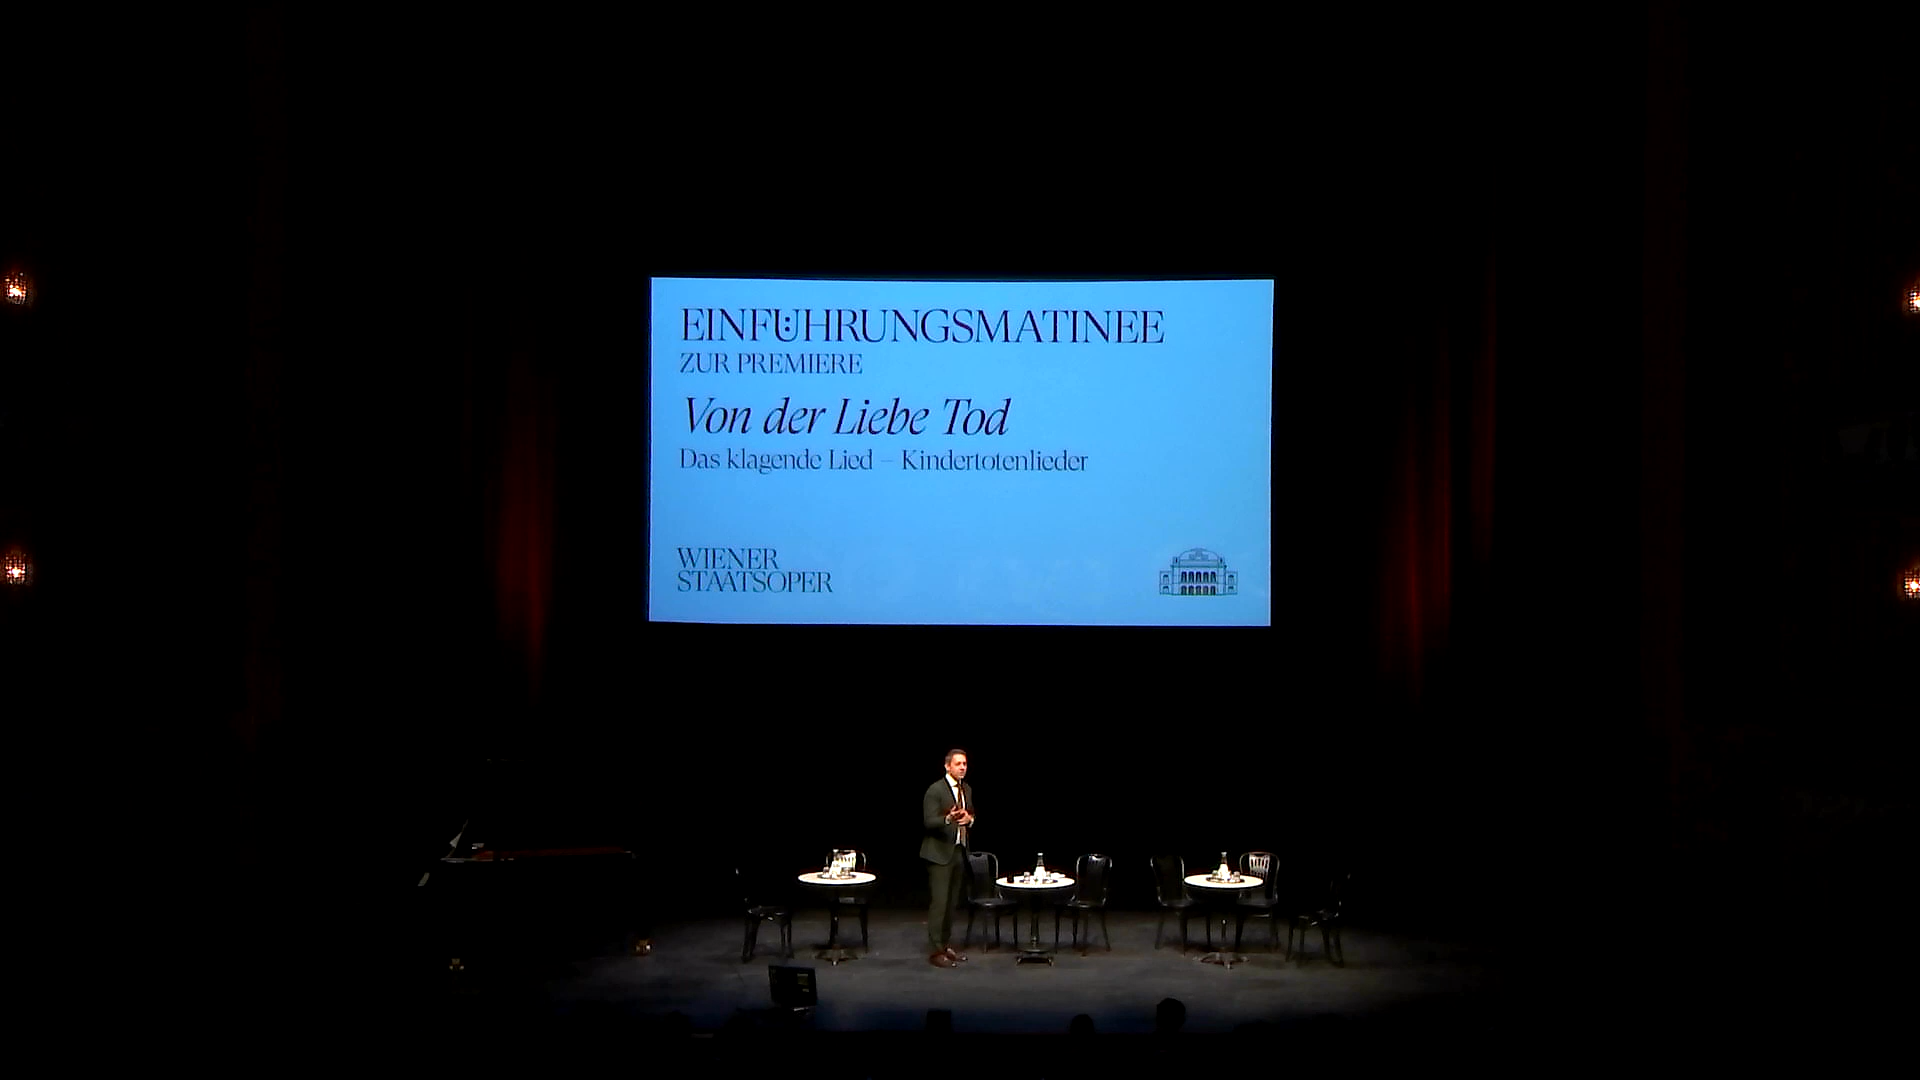 EINFÜHRUNGSMATINEE
ZUR PREMIERE
Von der Liebe Tod
Das klagende Lied – Kindertotenlieder
WIENER
STAATSOPER